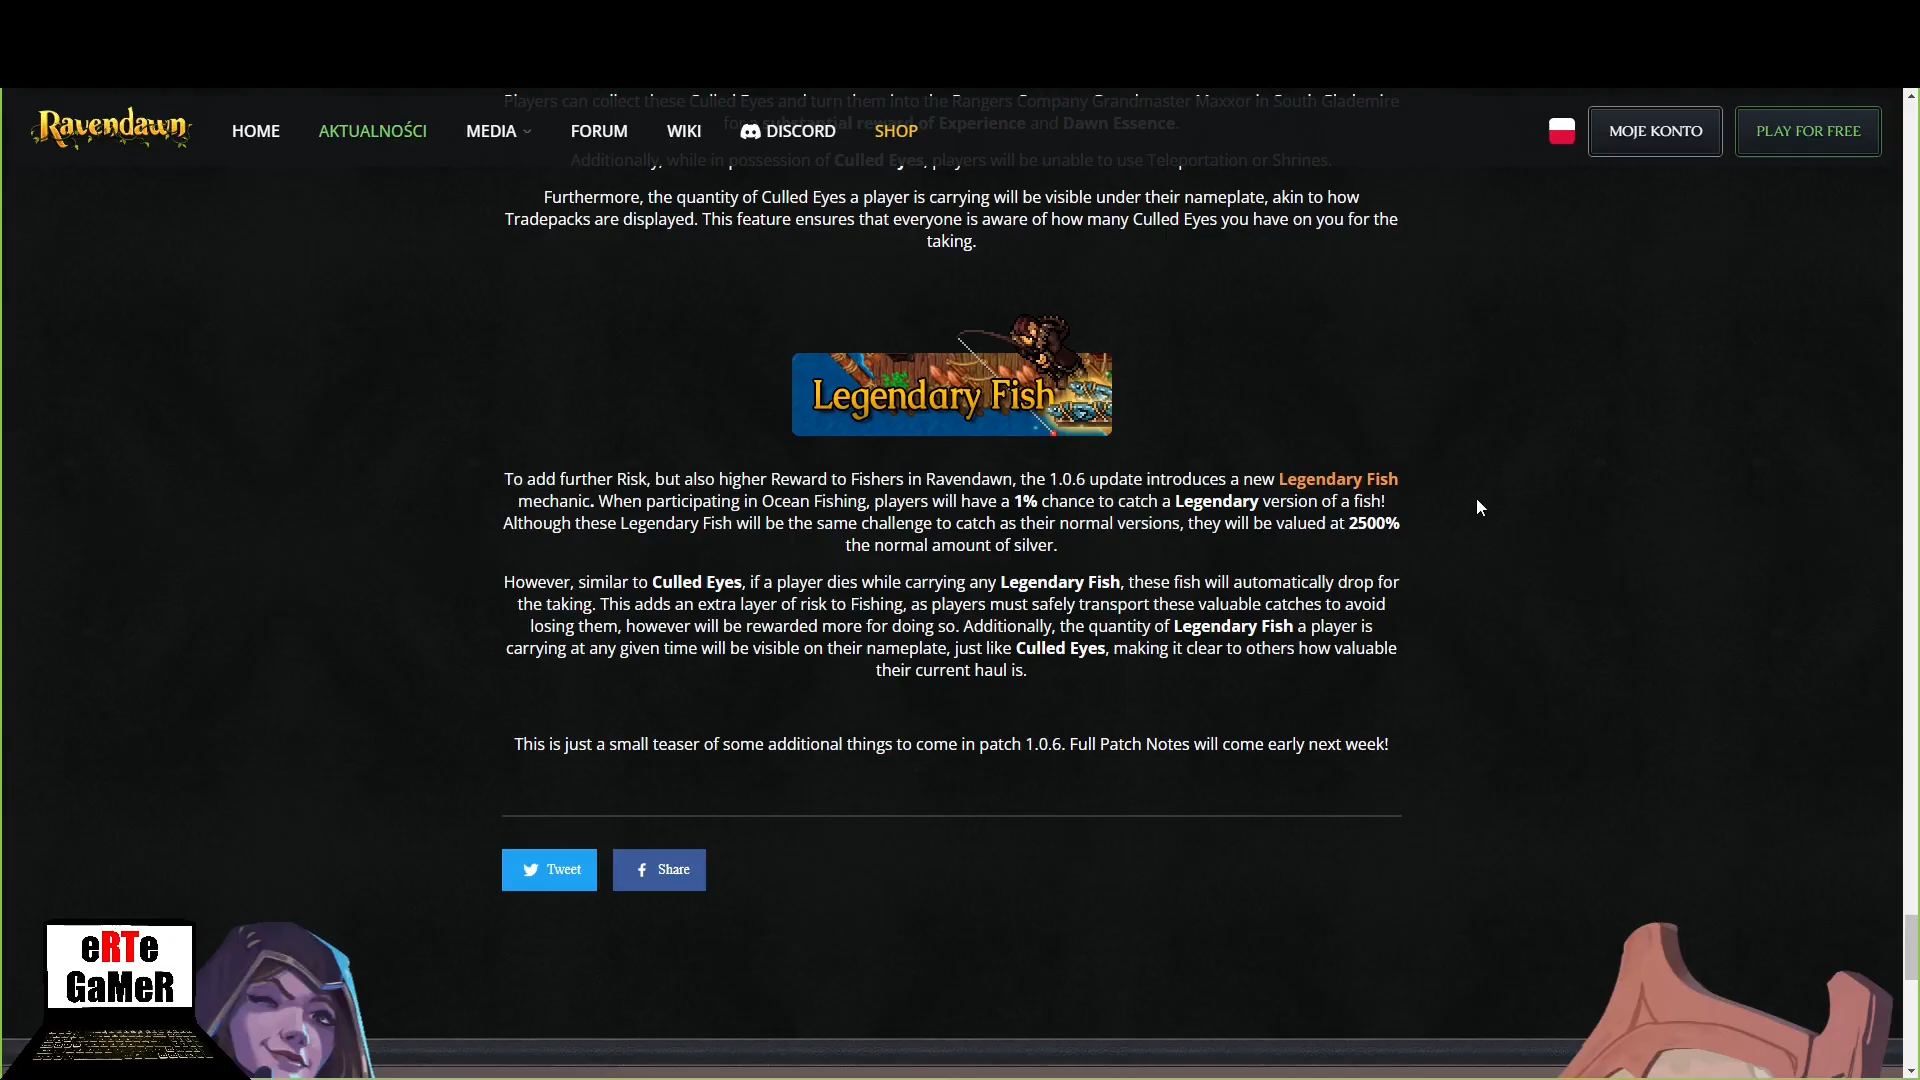 Players can collect these Culled Eyes and turn them into the Rangers Company Grandmaster Maxxor in South Glademire
for a substantial reward of Experience and Dawn Essence.
Ravendawn
HOME
AKTUALNOŚCI
MEDIA
FORUM
WIKI
DISCORD
SHOP
MOJE KONTO
PLAY FOR FREE
Additionally, while in possession of Culled Eyes, players will be unable to use Teleportation or Shrines.
Furthermore, the quantity of Culled Eyes a player is carrying will be visible under their nameplate, akin to how
Tradepacks are displayed. This feature ensures that everyone is aware of how many Culled Eyes you have on you for the
taking.
Legendary Fish
To add further Risk, but also higher Reward to Fishers in Ravendawn, the 1.0.6 update introduces a new Legendary Fish
mechanic. When participating in Ocean Fishing, players will have a 1% chance to catch a Legendary version of a fish!
Although these Legendary Fish will be the same challenge to catch as their normal versions, they will be valued at 2500%
the normal amount of silver.
However, similar to Culled Eyes, if a player dies while carrying any Legendary Fish, these fish will automatically drop for
the taking. This adds an extra layer of risk to Fishing, as players must safely transport these valuable catches to avoid
losing them, however will be rewarded more for doing so. Additionally, the quantity of Legendary Fish a player is
carrying at any given time will be visible on their nameplate, just like Culled Eyes, making it clear to others how valuable
their current haul is.
This is just a small teaser of some additional things to come in patch 1.0.6. Full Patch Notes will come early next week!
Tweet
Share
eRTe
GaMeR